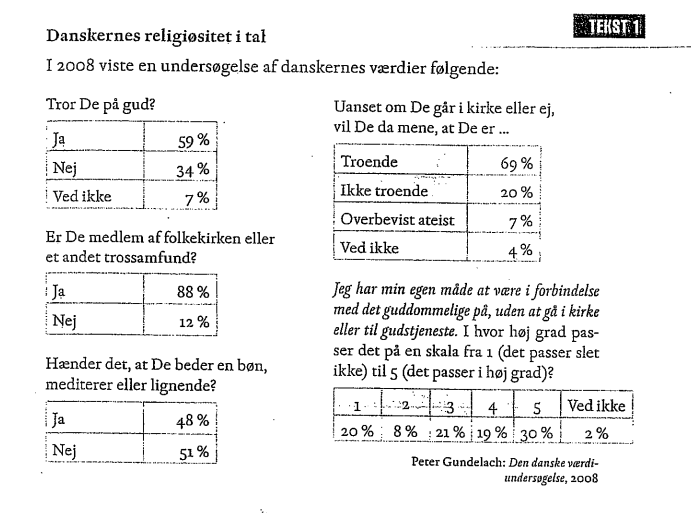 TEKST 1
Danskernes religiøsitet i tal
I 2008 viste en undersøgelse af danskernes værdier følgende:
Tror De på gud?
Ja 59 %
Nej 34 %
Ved ikke 7 %
Er De medlem af folkekirken eller
et andet trossamfund?
Ja 88 %
Nej 12 %
Hænder det, at De beder en bøn,
mediterer eller lignende?
Ja 48 %
Nej 51 %
Uanset om De går i kirke eller ej,
vil De da mene, at De er ...
Troende 69 %
Ikke troende 20 %
Overbevist ateist 7 %
Ved ikke 4 %
Jeg har min egen måde at være i forbindelse
med det guddommelige på, uden at gå i kirke
eller til gudstjeneste. I hvor høj grad pas-
ser det på en skala fra 1 (det passer slet
ikke) til 5 (det passer i høj grad)?
1 2 3 4 5 Ved ikke
20 % 8 % 21 % 19 % 30 % 2 %
Peter Gundelach: Den danske værdi-
undersøgelse, 2008